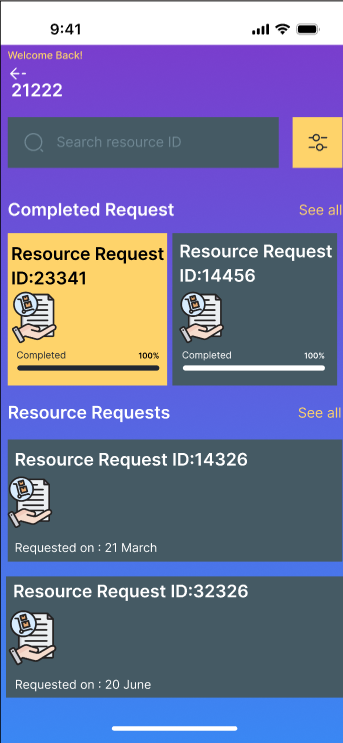 9:41
Welcome Back!
21222
Search resource ID
Completed Request
See all
Resource Request
ID:23341
Completed
100%
Resource Request
ID:14456
Completed
100%
Resource Requests
See all
Resource Request ID:14326
Requested on : 21 March
Resource Request ID:32326
Requested on : 20 June